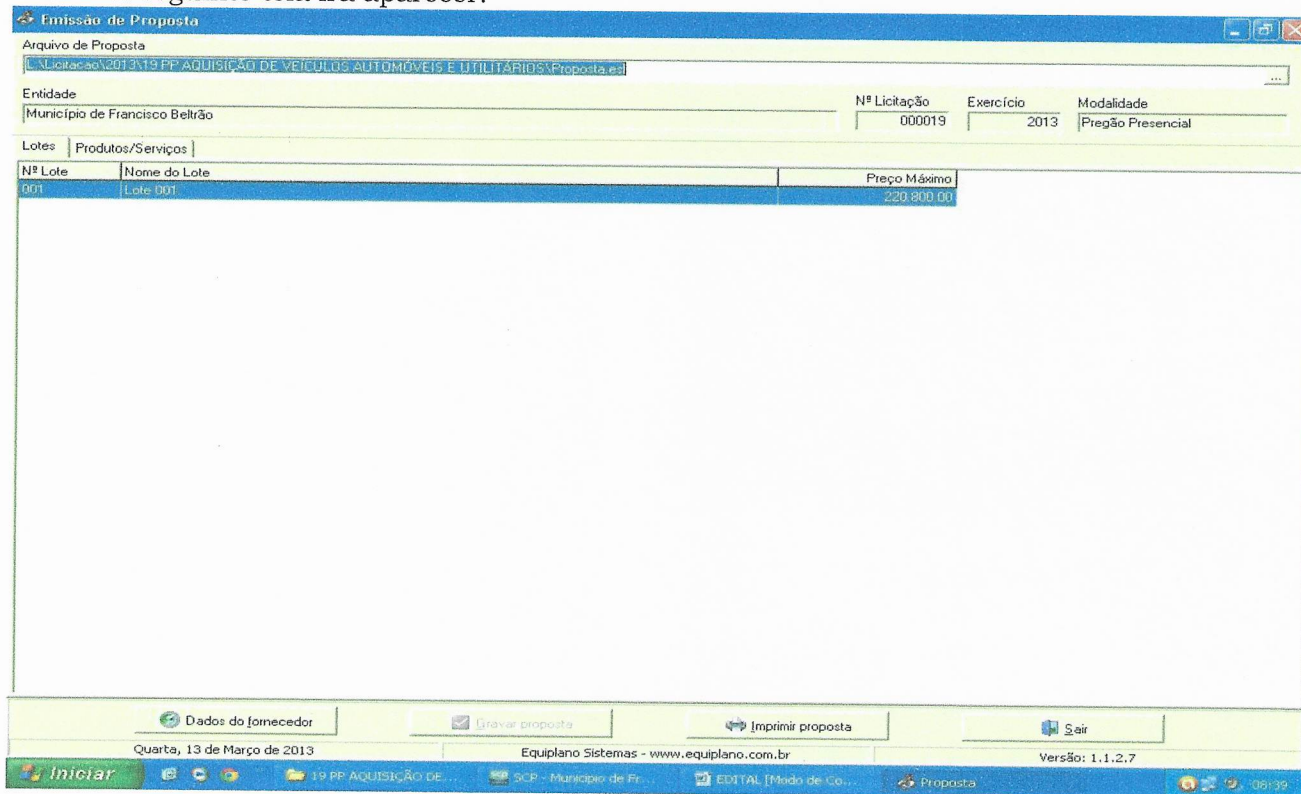 Emissão de Proposta
Arquivo de Proposta
L:\Licitacao\2013\19 PP AQUISIÇÃO DE VEÍCULOS AUTOMÓVEIS E UTILITÁRIOS\Proposta.esl
...
Entidade
Nº Licitação Exercício Modalidade
Município de Francisco Beltrão 000019 2013 Pregão Presencial
Lotes Produtos/Serviços
Nº Lote Nome do Lote Preço Máximo
001 Lote 001 220.800.00
Dados do fornecedor Gravar proposta Imprimir proposta Sair
Quarta, 13 de Março de 2013 Equiplano Sistemas - www.equiplano.com.br Versão: 1.1.2.7
Iniciar 19 PP AQUISIÇÃO DE... SCP - Município de Fr... EDITAL [Modo de Co... Proposta 08:39